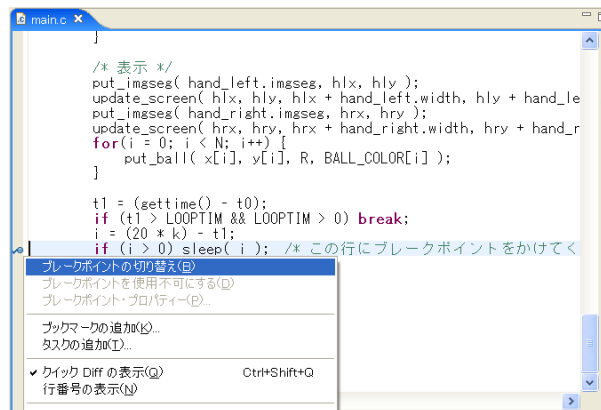 main.c
}
/* 表示 */
put_imgseg( hand_left.imgseg, hlx, hly );
update_screen( hlx, hly, hlx + hand_left.width, hly + hand_le
put_imgseg( hand_right.imgseg, hrx, hry );
update_screen( hrx, hry, hrx + hand_right.width, hry + hand_r
for(i = 0; i < N; i++) {
put_ball( x[i], y[i], R, BALL_COLOR[i] );
}
t1 = (gettime() - t0);
if (t1 > LOOPTIM && LOOPTIM > 0) break;
i = (20 * k) - t1;
if (i > 0) sleep( i ); /* この行にブレークポイントをかけてく
ブレークポイントの切り替え(B)
ブレークポイントを使用不可にする(D)
ブレークポイント・プロパティー(P)...
ブックマークの追加(K)...
タスクの追加(T)...
クイック Diff の表示(Q) Ctrl+Shift+Q
行番号の表示(N)